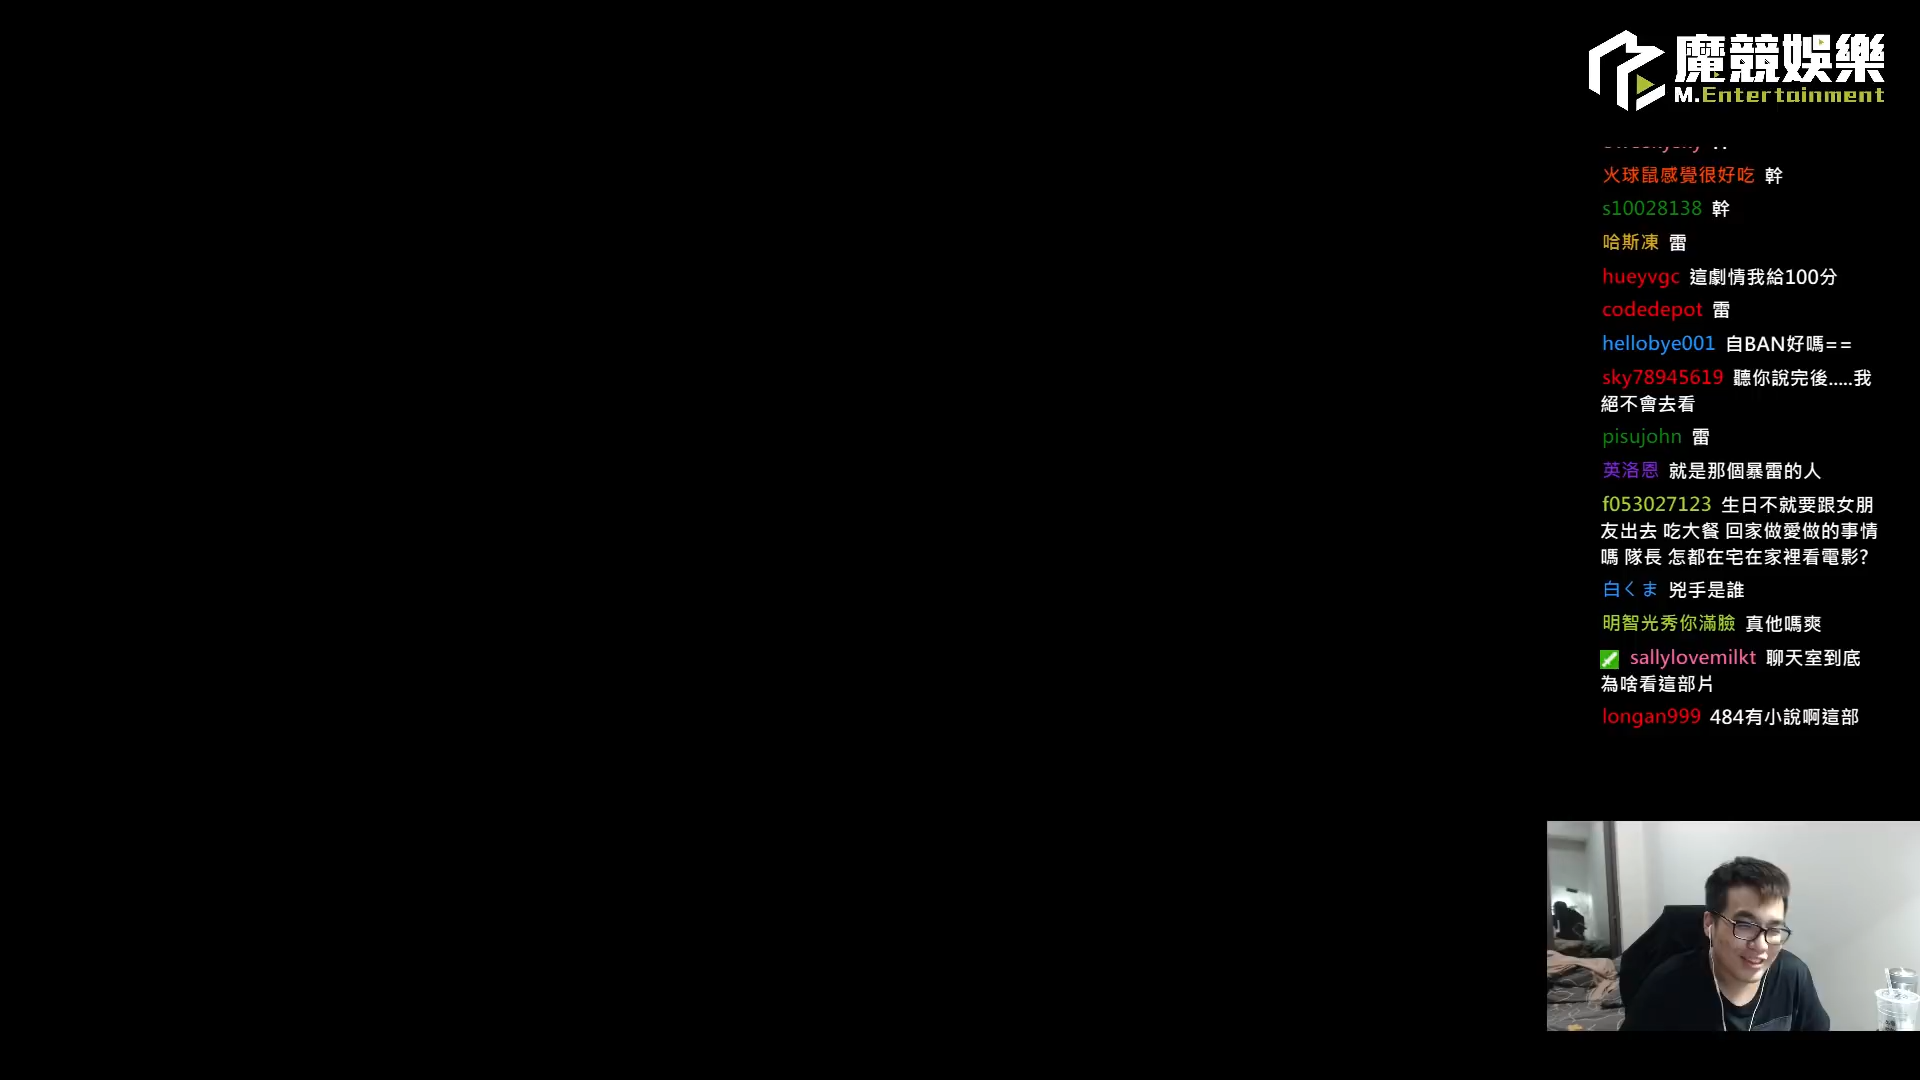 魔競娛樂
M.Entertainment
火球鼠感覺很好吃 幹
s10028138 幹
哈斯凍 雷
hueyvgc 這劇情我給100分
codedepot 雷
hellobye001 自BAN好嗎==
sky78945619 聽你說完後.....我
絕不會去看
pisujohn 雷
英洛恩 就是那個暴雷的人
f053027123 生日不就要跟女朋
友出去 吃大餐 回家做愛做的事情
嗎 隊長 怎都在宅在家裡看電影?
白くま 兇手是誰
明智光秀你滿臉 真他嗎爽
sallylovemilkt 聊天室到底
為啥看這部片
longan999 484有小說啊這部